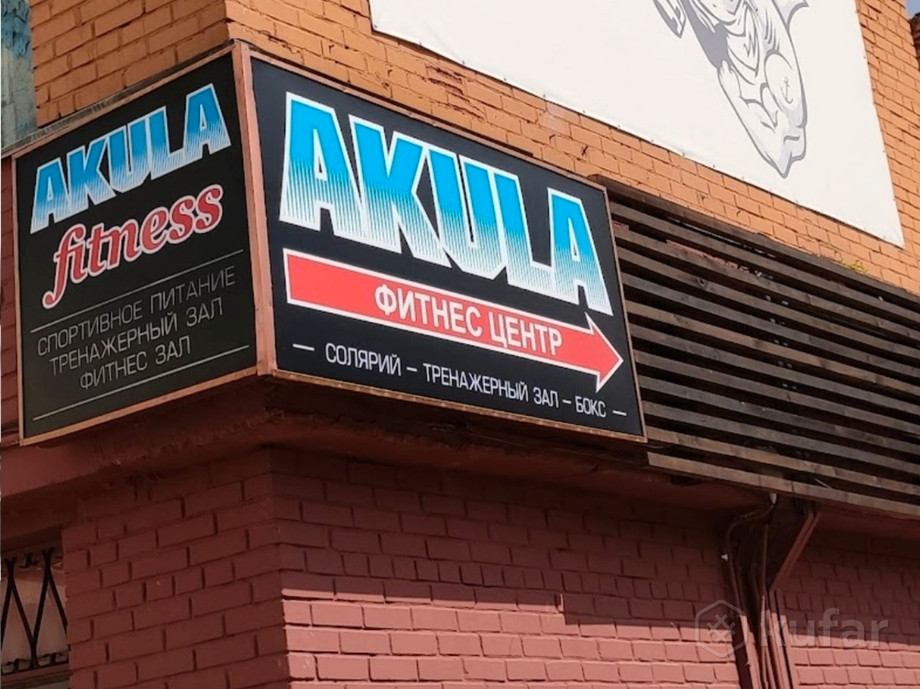 AKULA
fitness
СПОРТИВНОЕ ПИТАНИЕ
ТРЕНАЖЕРНЫЙ ЗАЛ
ФИТНЕС ЗАЛ
AKULA
ФИТНЕС ЦЕНТР
— СОЛЯРИЙ – ТРЕНАЖЕРНЫЙ ЗАЛ – БОКС —
kufar